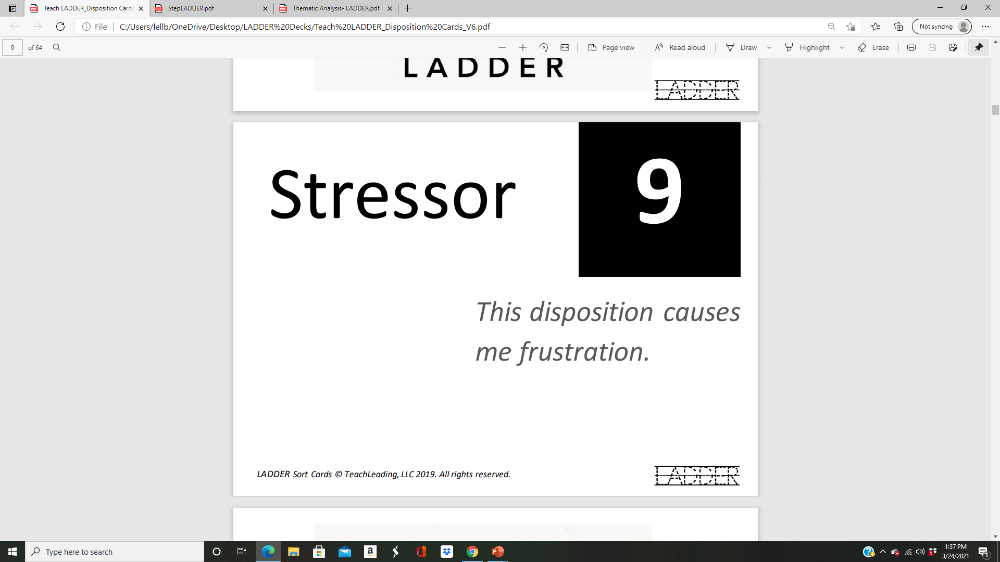 Teach LADDER_Disposition Cards
StepLADDER.pdf
Thematic Analysis- LADDER.pdf
File
C:/Users/lellb/OneDrive/Desktop/LADDER%20Decks/Teach%20LADDER_Disposition%20Cards_V6.pdf
Not syncing
9
of 64
Page view
Read aloud
Draw
Highlight
Erase
LADDER
LADDER
Stressor
9
This disposition causes
me frustration.
LADDER Sort Cards © TeachLeading, LLC 2019. All rights reserved.
LADDER
Type here to search
1:37 PM
3/24/2021